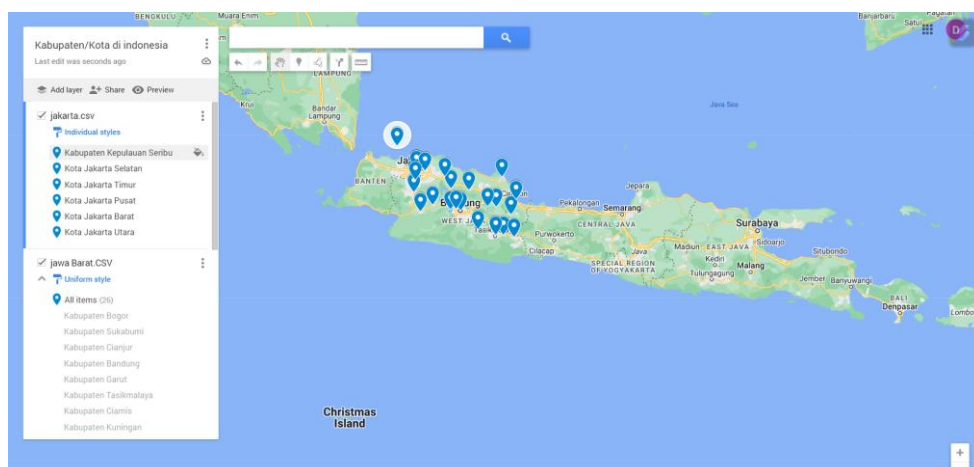 Kabupaten/Kota di indonesia
Last edit was seconds ago
Add layer Share Preview
jakarta.csv
Individual styles
Kabupaten Kepulauan Seribu
Kota Jakarta Selatan
Kota Jakarta Timur
Kota Jakarta Pusat
Kota Jakarta Barat
Kota Jakarta Utara
jawa Barat.CSV
Uniform style
All items (26)
Kabupaten Bogor
Kabupaten Sukabumi
Kabupaten Cianjur
Kabupaten Bandung
Kabupaten Garut
Kabupaten Tasikmalaya
Kabupaten Ciamis
Kabupaten Kuningan
BENGKULU
Muara Enim
Banjarbaru
D
LAMPUNG
Krui
Bandar
Lampung
Java Sea
BANTEN
Jepara
Pekalongan
Semarang
CENTRAL JAVA
Surabaya
Sidoarjo
Purwokerto
Cilacap
Java
Madiun
EAST JAVA
Situbondo
SPECIAL REGION
OF YOGYAKARTA
Kediri
Malang
Tulungagung
Jember
Banyuwangi
BALI
Denpasar
Christmas
Island